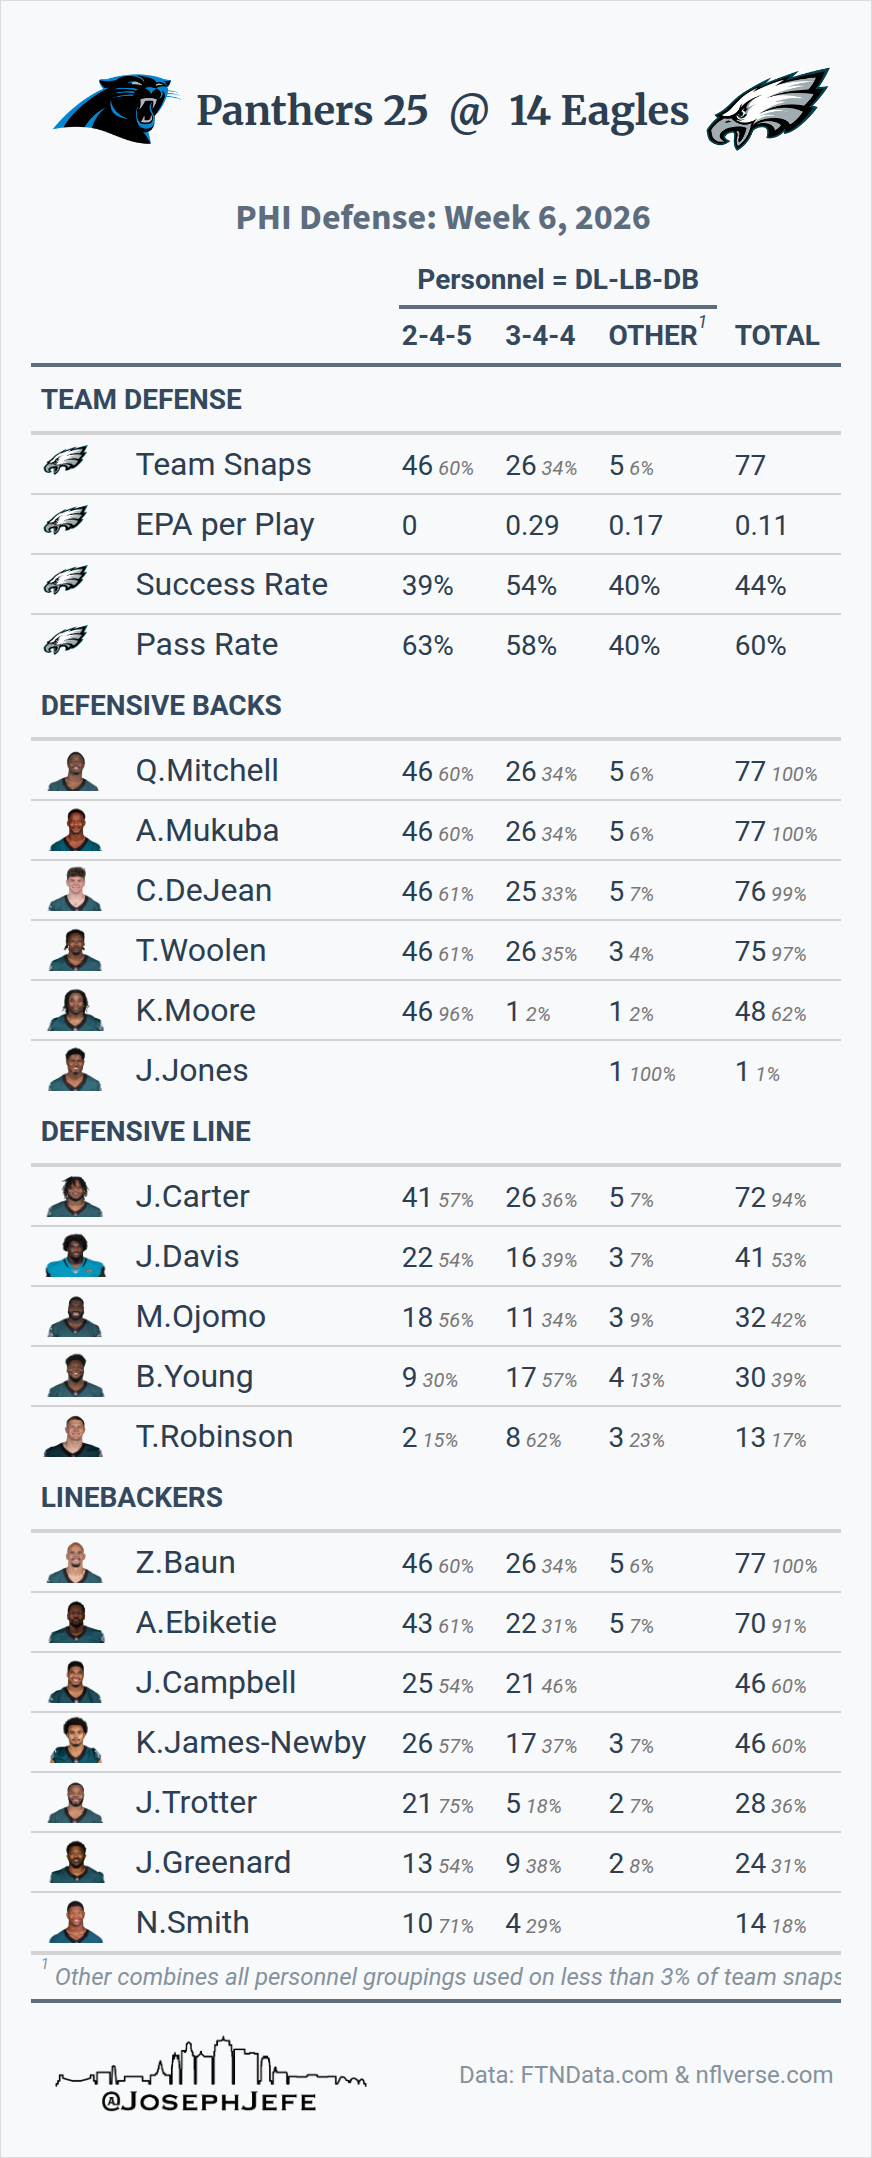 Panthers 25 @ 14 Eagles
PHI Defense: Week 6, 2026
Personnel = DL-LB-DB
2-4-5 3-4-4 OTHER1 TOTAL
TEAM DEFENSE
Team Snaps 46 60% 26 34% 5 6% 77
EPA per Play 0 0.29 0.17 0.11
Success Rate 39% 54% 40% 44%
Pass Rate 63% 58% 40% 60%
DEFENSIVE BACKS
Q.Mitchell 46 60% 26 34% 5 6% 77 100%
A.Mukuba 46 60% 26 34% 5 6% 77 100%
C.DeJean 46 61% 25 33% 5 7% 76 99%
T.Woolen 46 61% 26 35% 3 4% 75 97%
K.Moore 46 96% 1 2% 1 2% 48 62%
J.Jones 1 100% 1 1%
DEFENSIVE LINE
J.Carter 41 57% 26 36% 5 7% 72 94%
J.Davis 22 54% 16 39% 3 7% 41 53%
M.Ojomo 18 56% 11 34% 3 9% 32 42%
B.Young 9 30% 17 57% 4 13% 30 39%
T.Robinson 2 15% 8 62% 3 23% 13 17%
LINEBACKERS
Z.Baun 46 60% 26 34% 5 6% 77 100%
A.Ebiketie 43 61% 22 31% 5 7% 70 91%
J.Campbell 25 54% 21 46% 46 60%
K.James-Newby 26 57% 17 37% 3 7% 46 60%
J.Trotter 21 75% 5 18% 2 7% 28 36%
J.Greenard 13 54% 9 38% 2 8% 24 31%
N.Smith 10 71% 4 29% 14 18%
1 Other combines all personnel groupings used on less than 3% of team snaps
@JosephJefe
Data: FTNData.com & nflverse.com